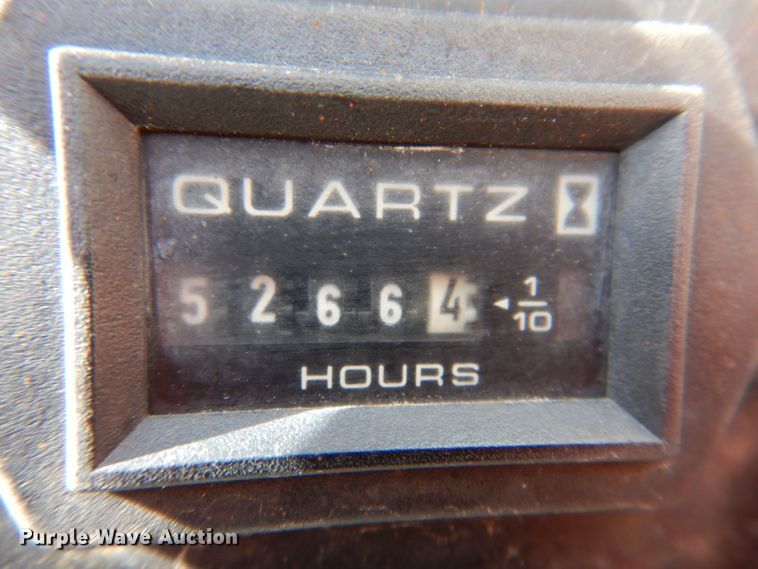 QUARTZ
5 2 6 6 4 ◄ 1/10
HOURS
Purple Wave Auction